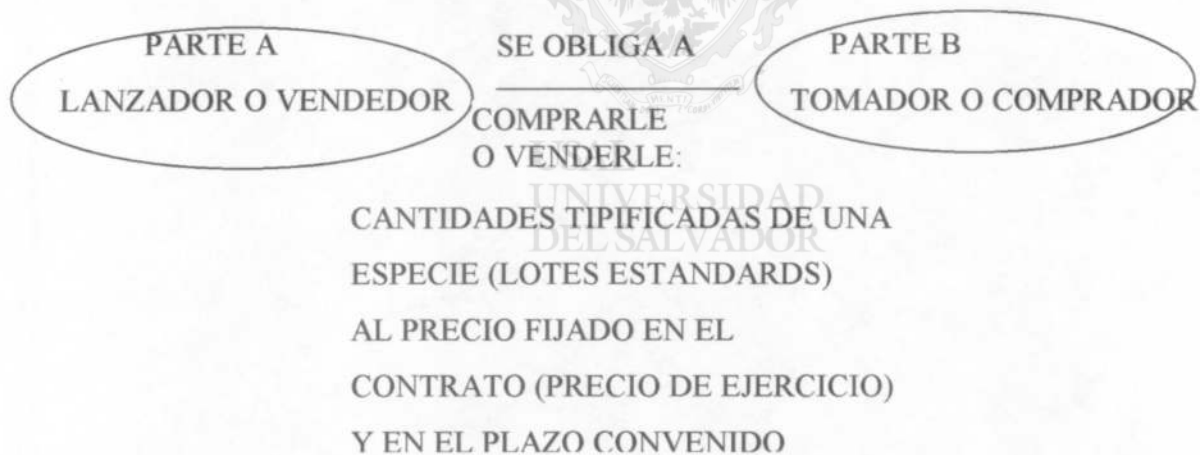 PARTE A
LANZADOR O VENDEDOR
SE OBLIGA A
COMPRARLE
O VENDERLE:
PARTE B
TOMADOR O COMPRADOR
CANTIDADES TIPIFICADAS DE UNA
ESPECIE (LOTES ESTANDARDS)
AL PRECIO FIJADO EN EL
CONTRATO (PRECIO DE EJERCICIO)
Y EN EL PLAZO CONVENIDO
USAL
UNIVERSIDAD
DEL SALVADOR